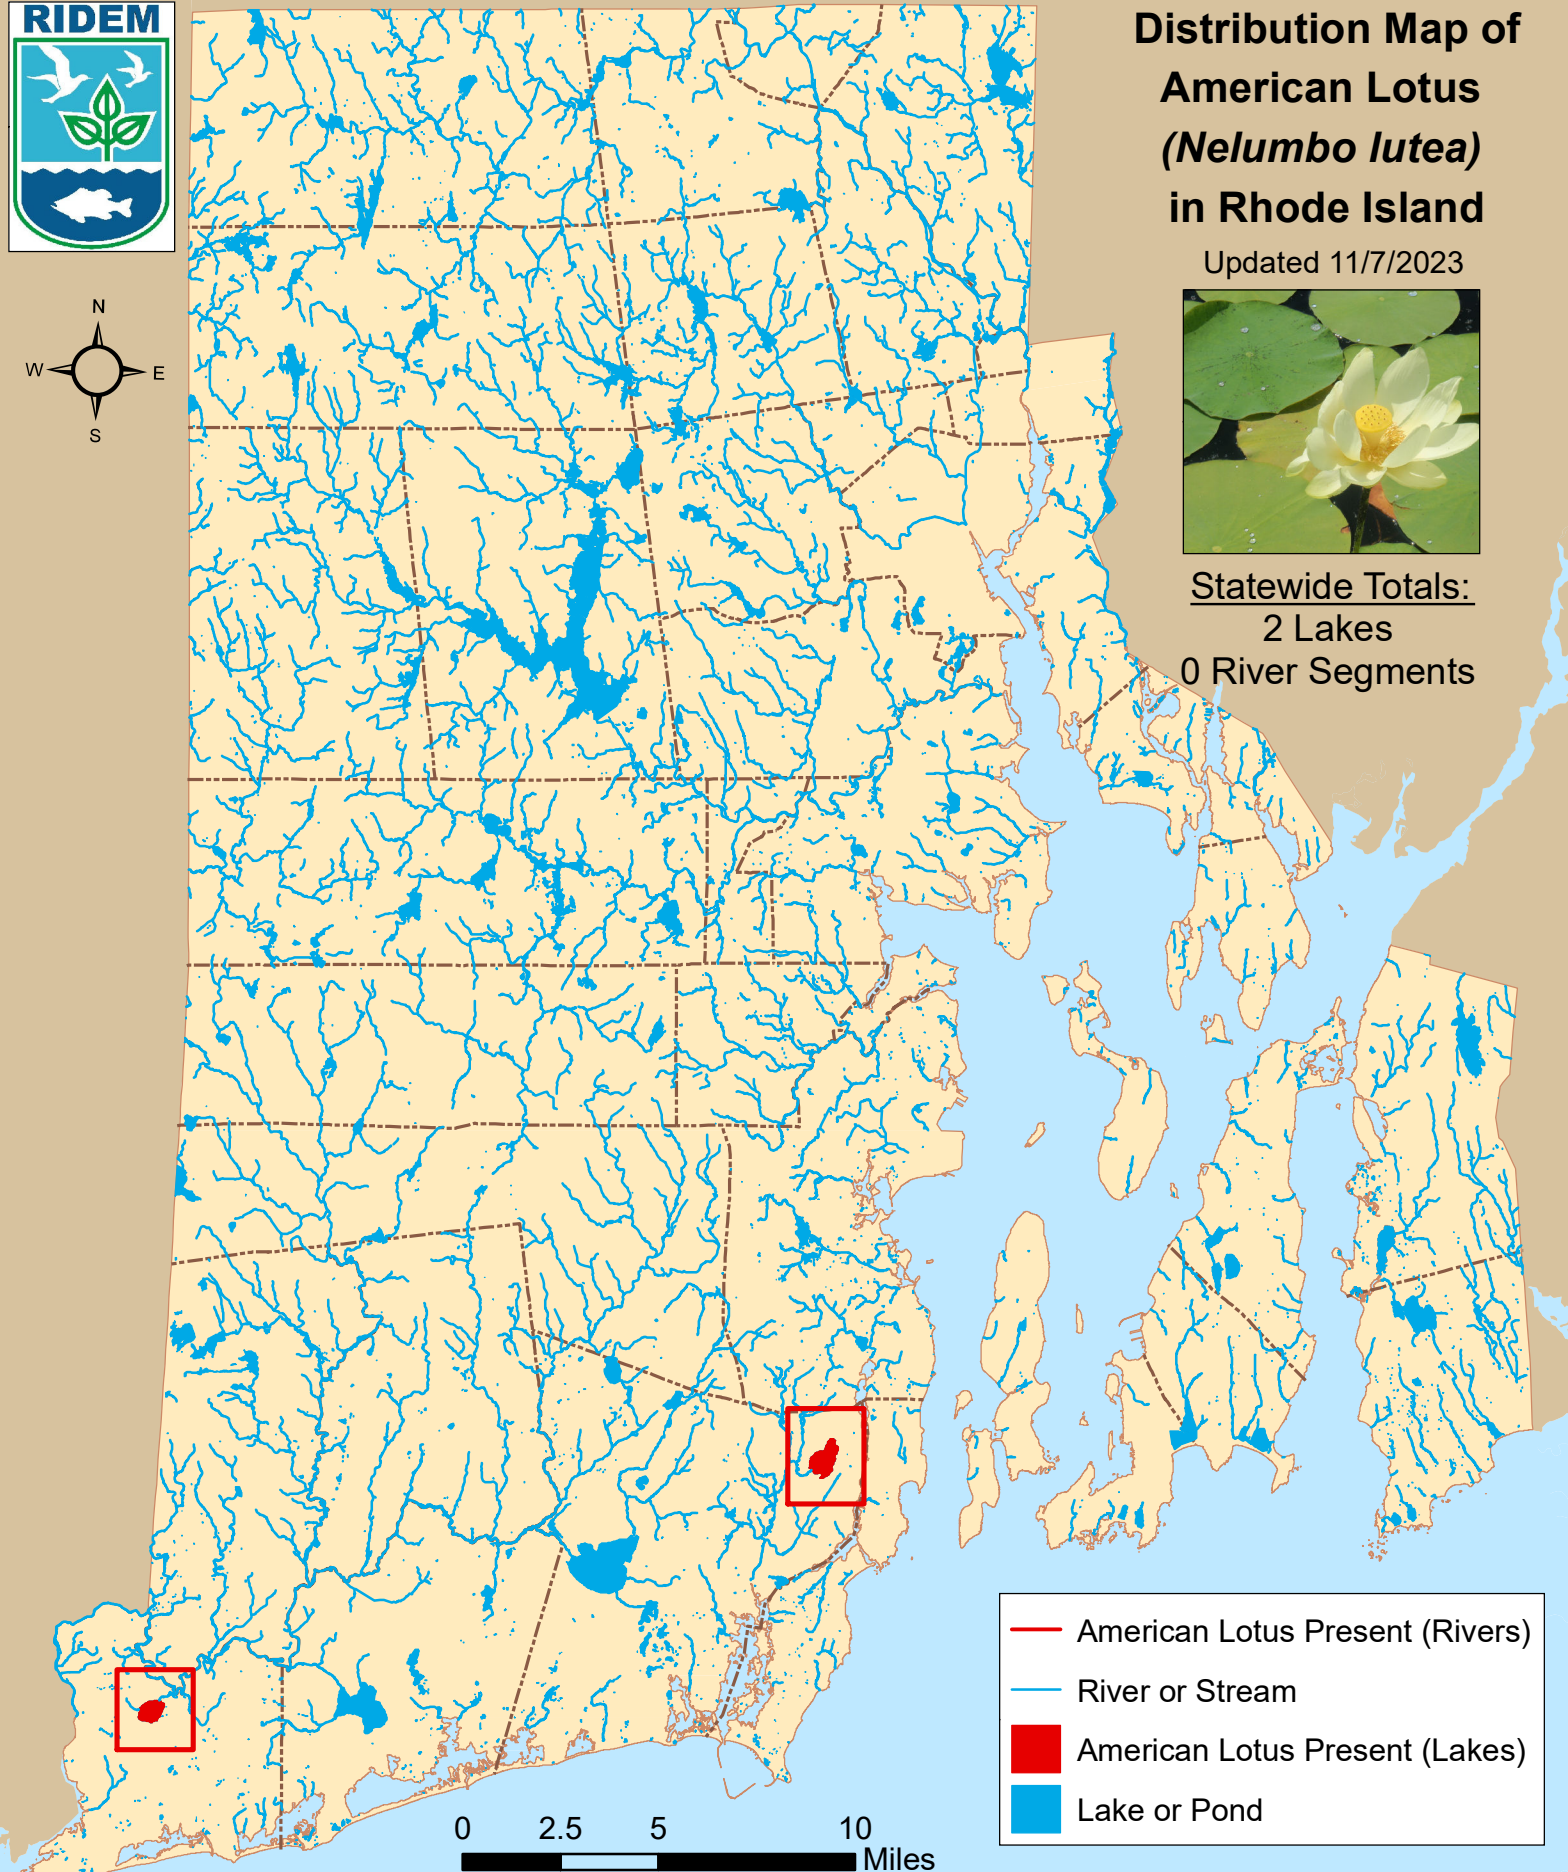 RIDEM
Distribution Map of
American Lotus
(Nelumbo lutea)
in Rhode Island
Updated 11/7/2023
N
W
E
S
Statewide Totals:
2 Lakes
0 River Segments
American Lotus Present (Rivers)
River or Stream
American Lotus Present (Lakes)
Lake or Pond
0 2.5 5 10
Miles